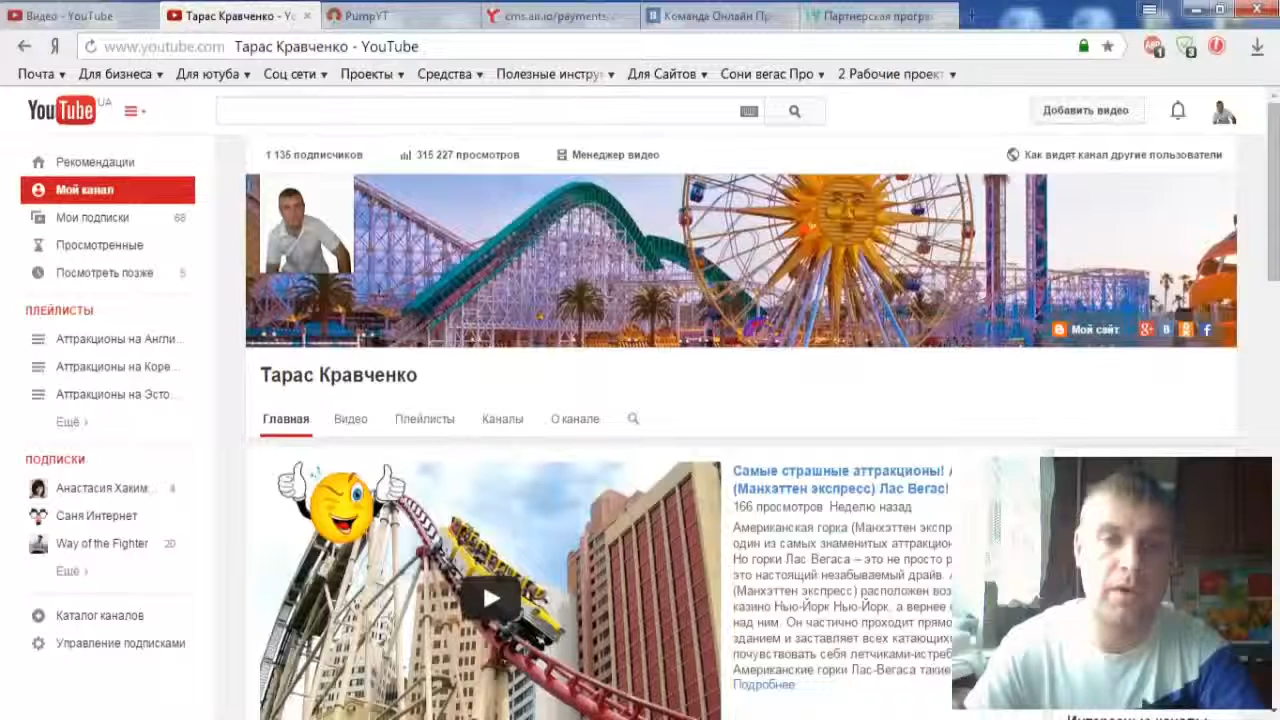 Видео - YouTube
Тарас Кравченко - Yo
PumpYT
cms.air.io/payments
Команда Онлайн Пр
Партнерская програ
www.youtube.com Тарас Кравченко - YouTube
Почта
Для бизнеса
Для ютуба
Соц сети
Проекты
Средства
Полезные инстру
Для Сайтов
Сони вегас Про
2 Рабочие проек
YouTube UA
Добавить видео
1 135 подписчиков
315 227 просмотров
Менеджер видео
Как видят канал другие пользователи
Рекомендации
Мой канал
Мои подписки 68
Просмотренные
Посмотреть позже 5
ПЛЕЙЛИСТЫ
Аттракционы на Англи...
Аттракционы на Коре...
Аттракционы на Эсто...
Ещё ›
ПОДПИСКИ
Анастасия Хаким... 4
Саня Интернет
Way of the Fighter 20
Ещё ›
Каталог каналов
Управление подписками
Мой сайт
Тарас Кравченко
Главная
Видео
Плейлисты
Каналы
О канале
Самые страшные аттракционы!
(Манхэттен экспресс) Лас Вегас!
166 просмотров Неделю назад
Американская горка (Манхэттен экспр
один из самых знаменитых аттракцион
Но горки Лас Вегаса – это не просто р
это настоящий незабываемый драйв.
(Манхэттен экспресс) расположен воз
казино Нью-Йорк Нью-Йорк, а вернее
над ним. Он частично проходит прямо
зданием и заставляет всех катающихс
почувствовать себя летчиками-истреб
Американские горки Лас-Вегаса такие
Подробнее